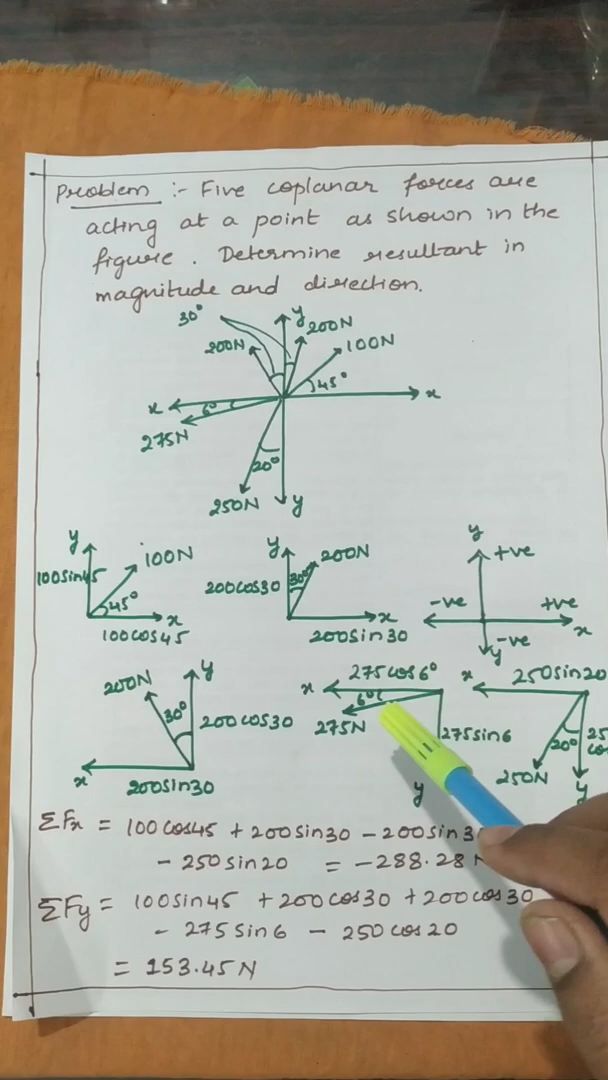 Problem :- Five coplanar forces are
acting at a point as shown in the
figure. Determine resultant in
magnitude and direction.
30°
y
200N
200N
100N
45°
x
x
6°
275N
20°
250N
y
y
100N
100sin45
45°
x
100cos45
y
200N
200cos30
30°
x
200sin30
y
+ve
-ve
+ve
x
-ve
y
y
200N
30°
200cos30
x
200sin30
275cos6°
x
6°
275N
275sin6
y
250sin20
x
20°
250N
y
ΣFx = 100cos45 + 200sin30 - 200sin
- 250sin20 = -288.28
ΣFy = 100sin45 + 200cos30 + 200cos30
- 275sin6 - 250cos20
= 153.45N